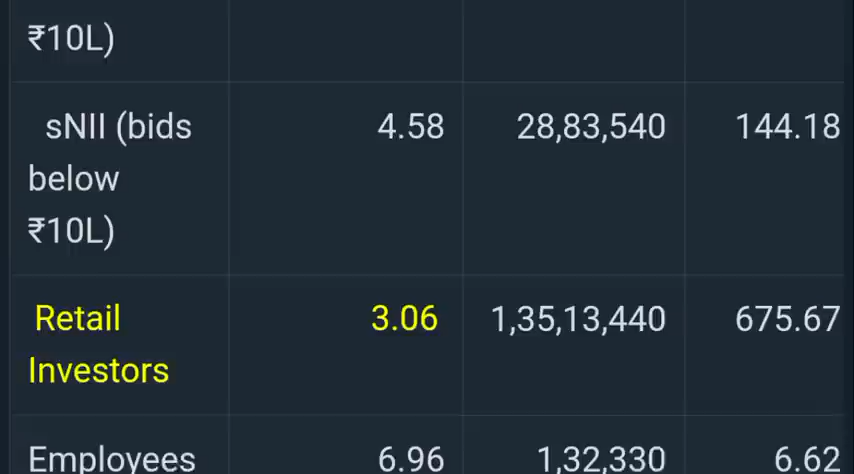 ₹10L)
sNII (bids 4.58 28,83,540 144.18
below
₹10L)
Retail 3.06 1,35,13,440 675.67
Investors
Employees 6.96 1,32,330 6.62